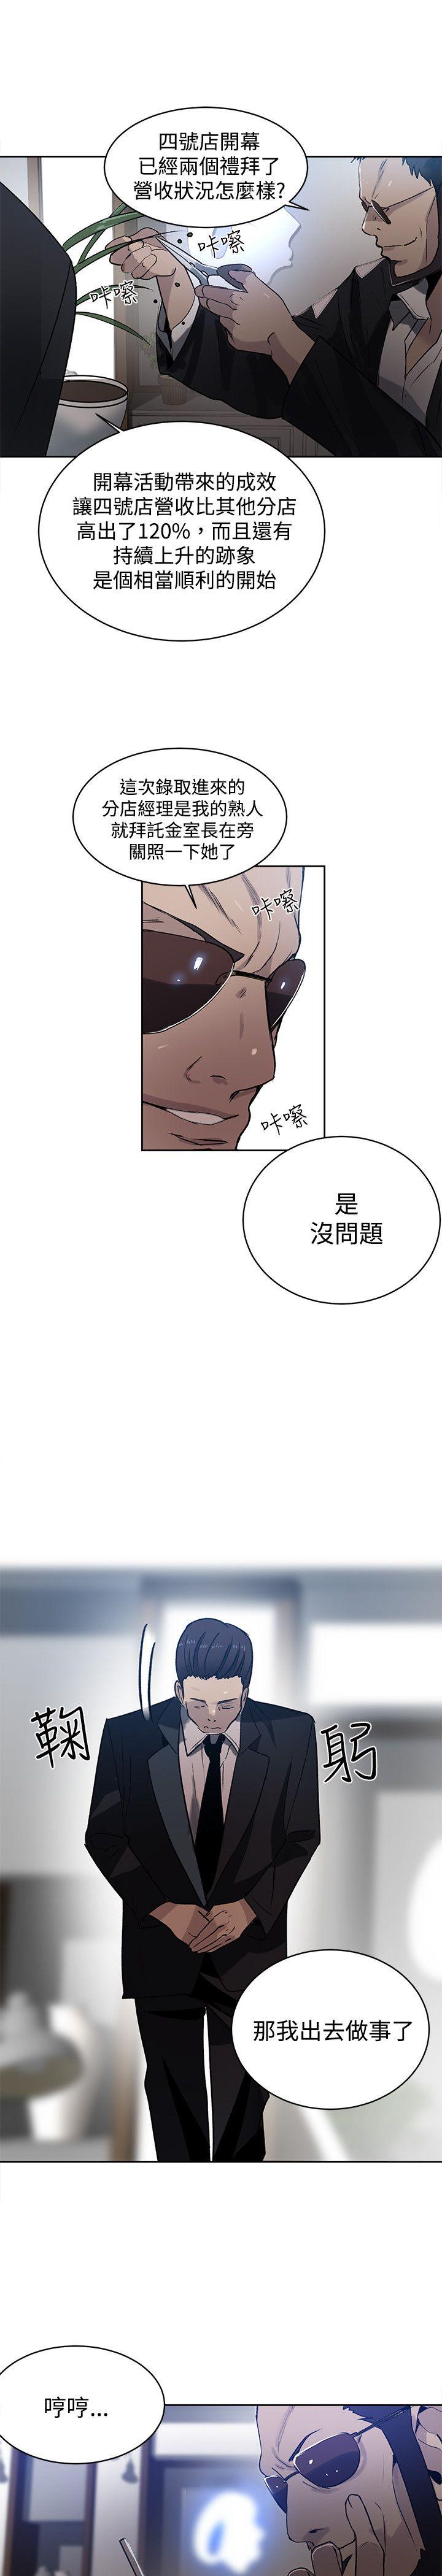 四號店開幕
已經兩個禮拜了
營收狀況怎麼樣?
咔嚓
咔嚓
開幕活動帶來的成效
讓四號店營收比其他分店
高出了120%，而且還有
持續上升的跡象
是個相當順利的開始
這次錄取進來的
分店經理是我的熟人
就拜託金室長在旁
關照一下她了
咔嚓
咔嚓
是
沒問題
鞠
躬
那我出去做事了
哼哼...